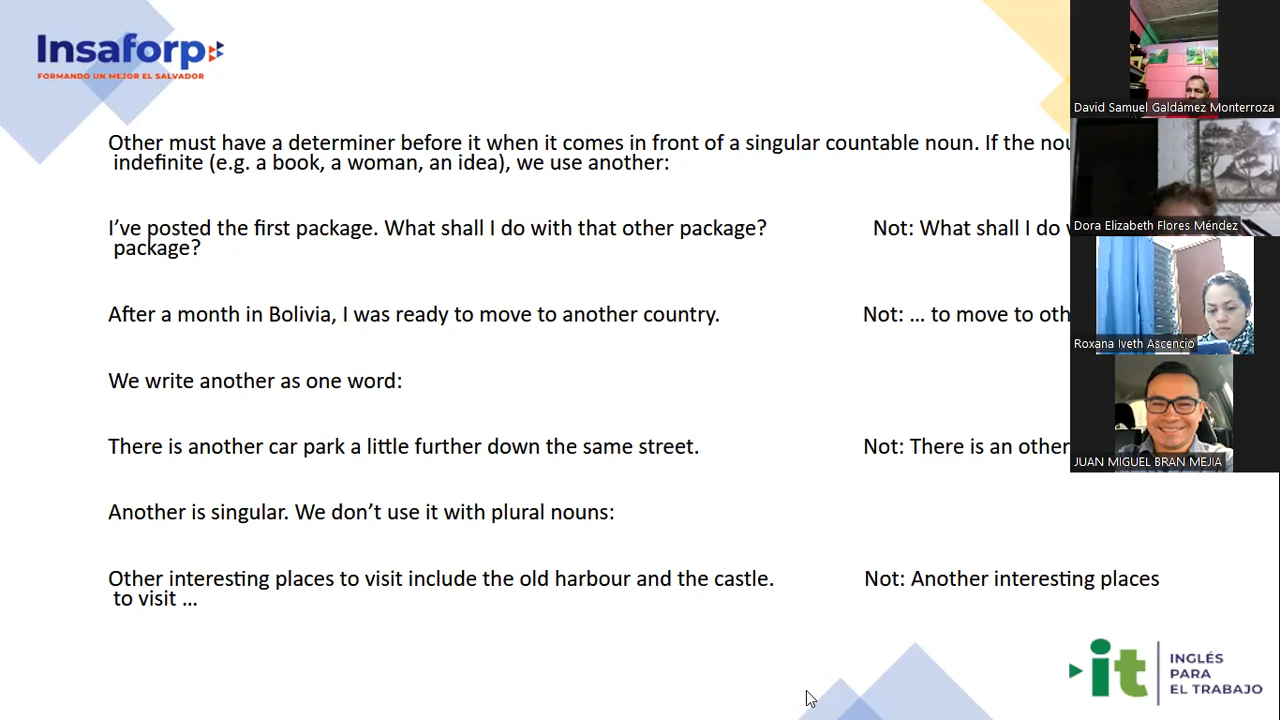 Insaforp
FORMANDO UN MEJOR EL SALVADOR
Other must have a determiner before it when it comes in front of a singular countable noun. If the
indefinite (e.g. a book, a woman, an idea), we use another:
I've posted the first package. What shall I do with that other package? Not: What shall I do
package?
After a month in Bolivia, I was ready to move to another country. Not: … to move to
We write another as one word:
There is another car park a little further down the same street. Not: There is an other
Another is singular. We don't use it with plural nouns:
Other interesting places to visit include the old harbour and the castle. Not: Another interesting places
to visit …
David Samuel Galdámez Monterroza
Dora Elizabeth Flores Méndez
Roxana Iveth Ascencio
JUAN MIGUEL BRAN MEJIA
it
INGLÉS
PARA
EL TRABAJO